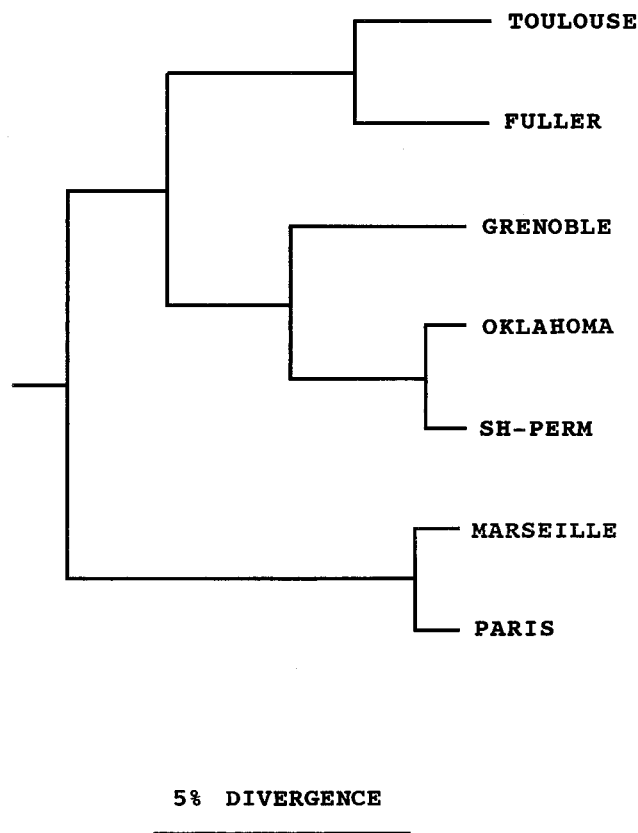 TOULOUSE
FULLER
GRENOBLE
OKLAHOMA
SH-PERM
MARSEILLE
PARIS
5% DIVERGENCE